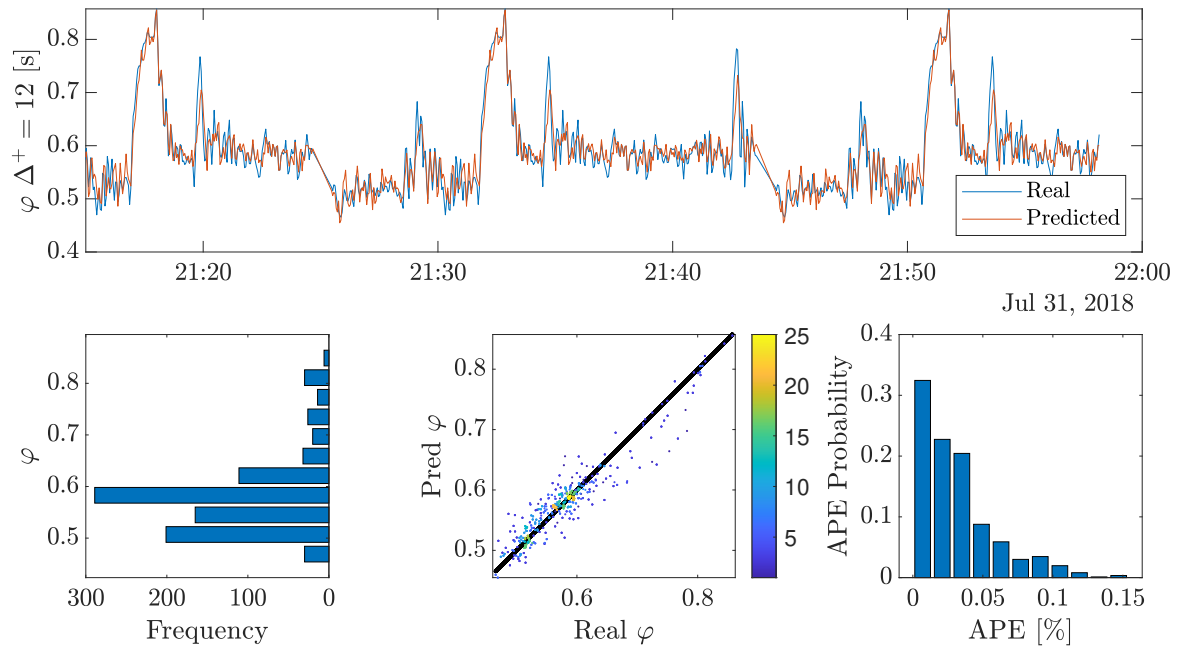 φ Δ⁺ = 12 [s]
0.8
0.7
0.6
0.5
0.4
Real
Predicted
21:20 21:30 21:40 21:50 22:00
Jul 31, 2018
φ
0.8
0.7
0.6
0.5
300 200 100 0
Frequency
Pred φ
0.8
0.7
0.6
0.5
0.6 0.8
Real φ
25
20
15
10
5
APE Probability
0.4
0.3
0.2
0.1
0
0 0.05 0.1 0.15
APE [%]